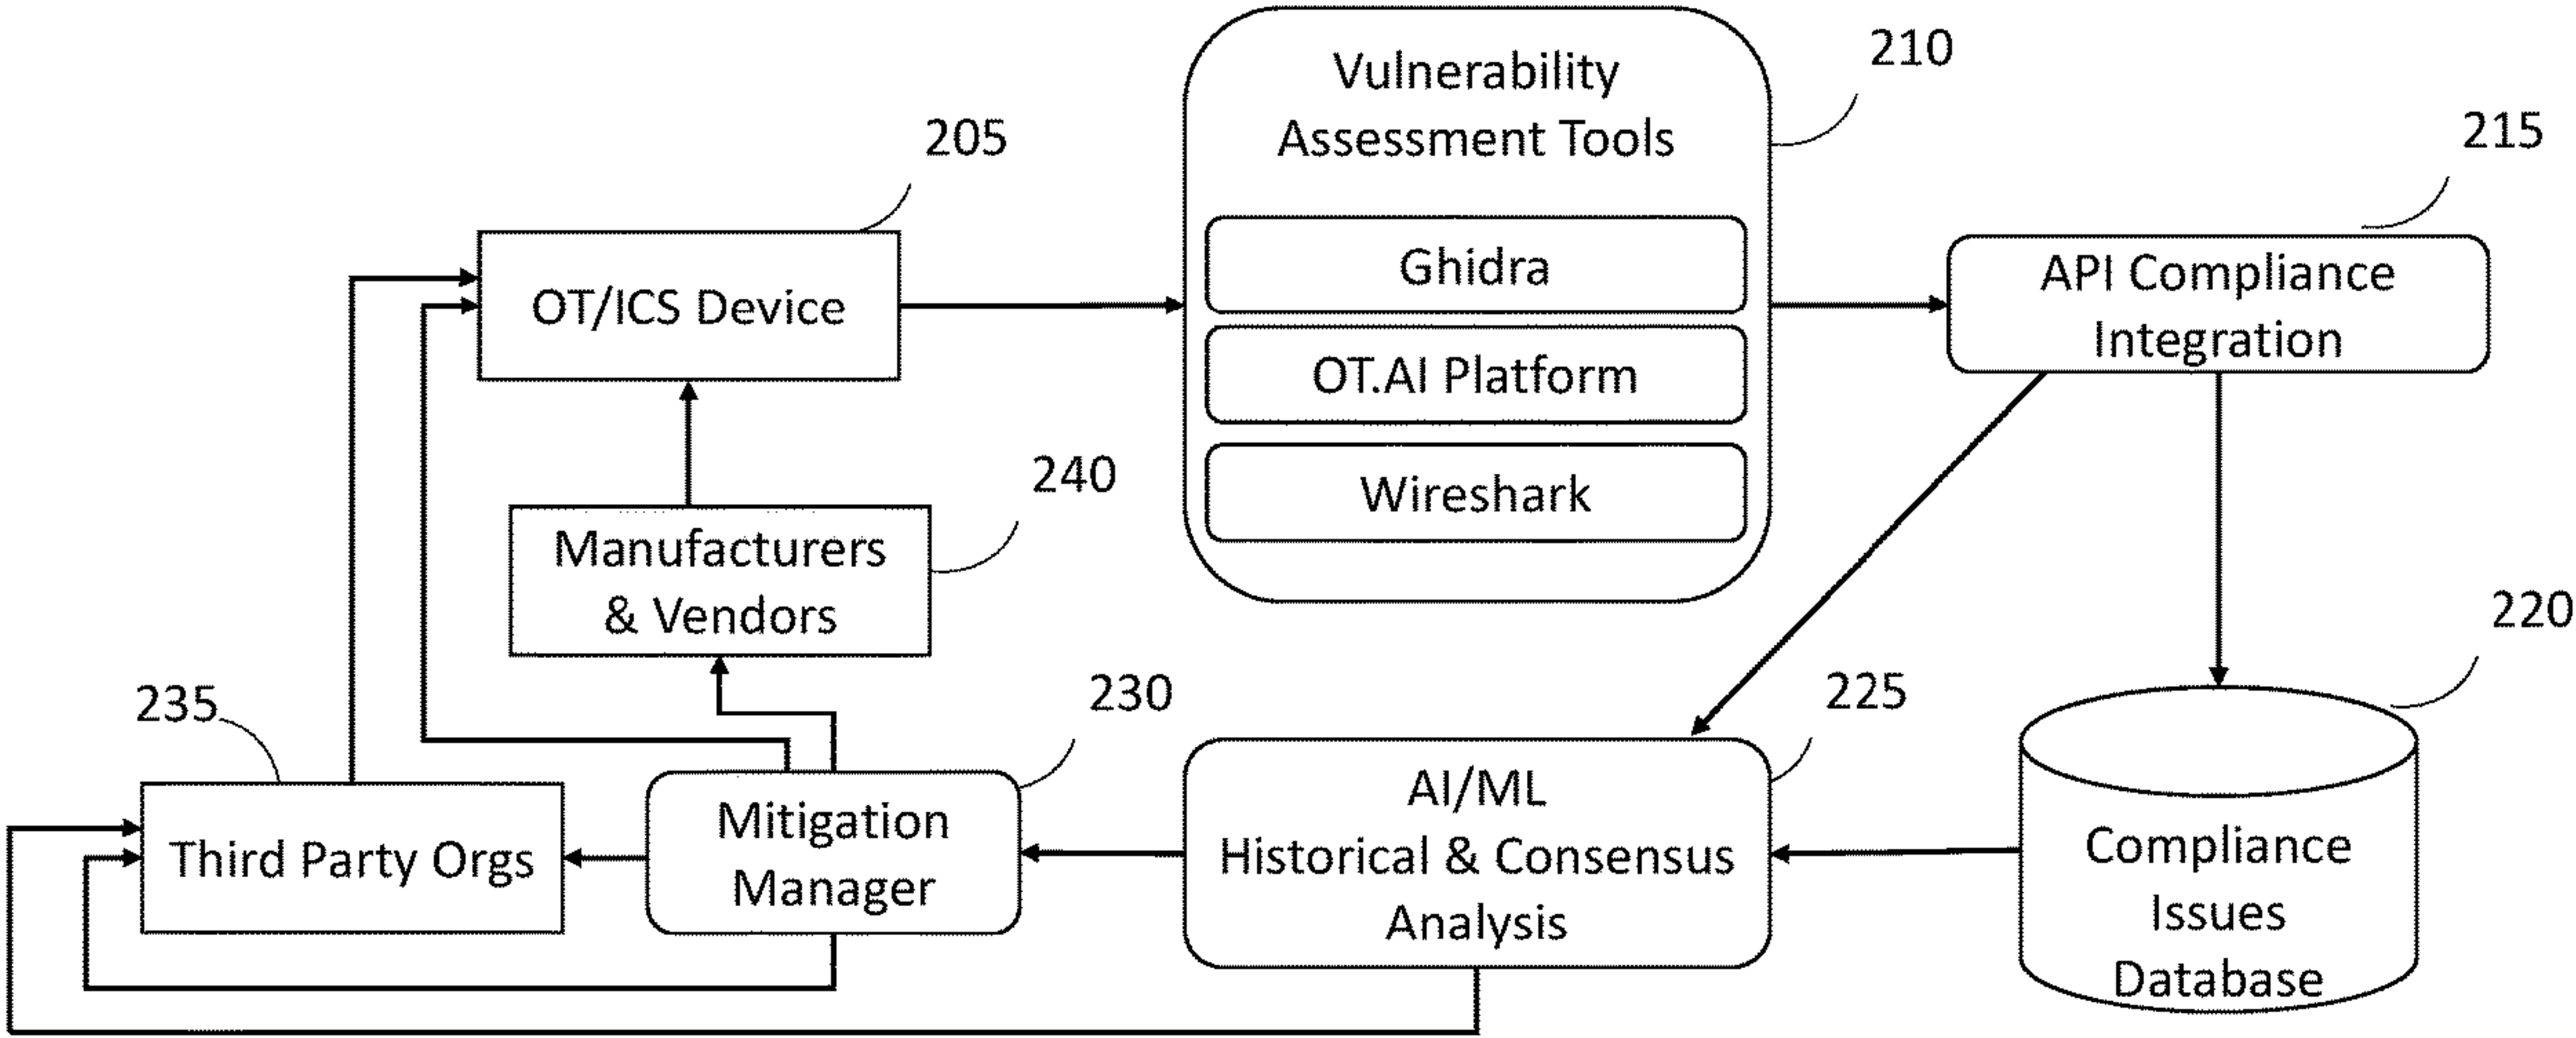 210
Vulnerability
Assessment Tools
Ghidra
OT.AI Platform
Wireshark
205
OT/ICS Device
215
API Compliance
Integration
240
Manufacturers
& Vendors
235
Third Party Orgs
230
Mitigation
Manager
225
AI/ML
Historical & Consensus
Analysis
220
Compliance
Issues
Database